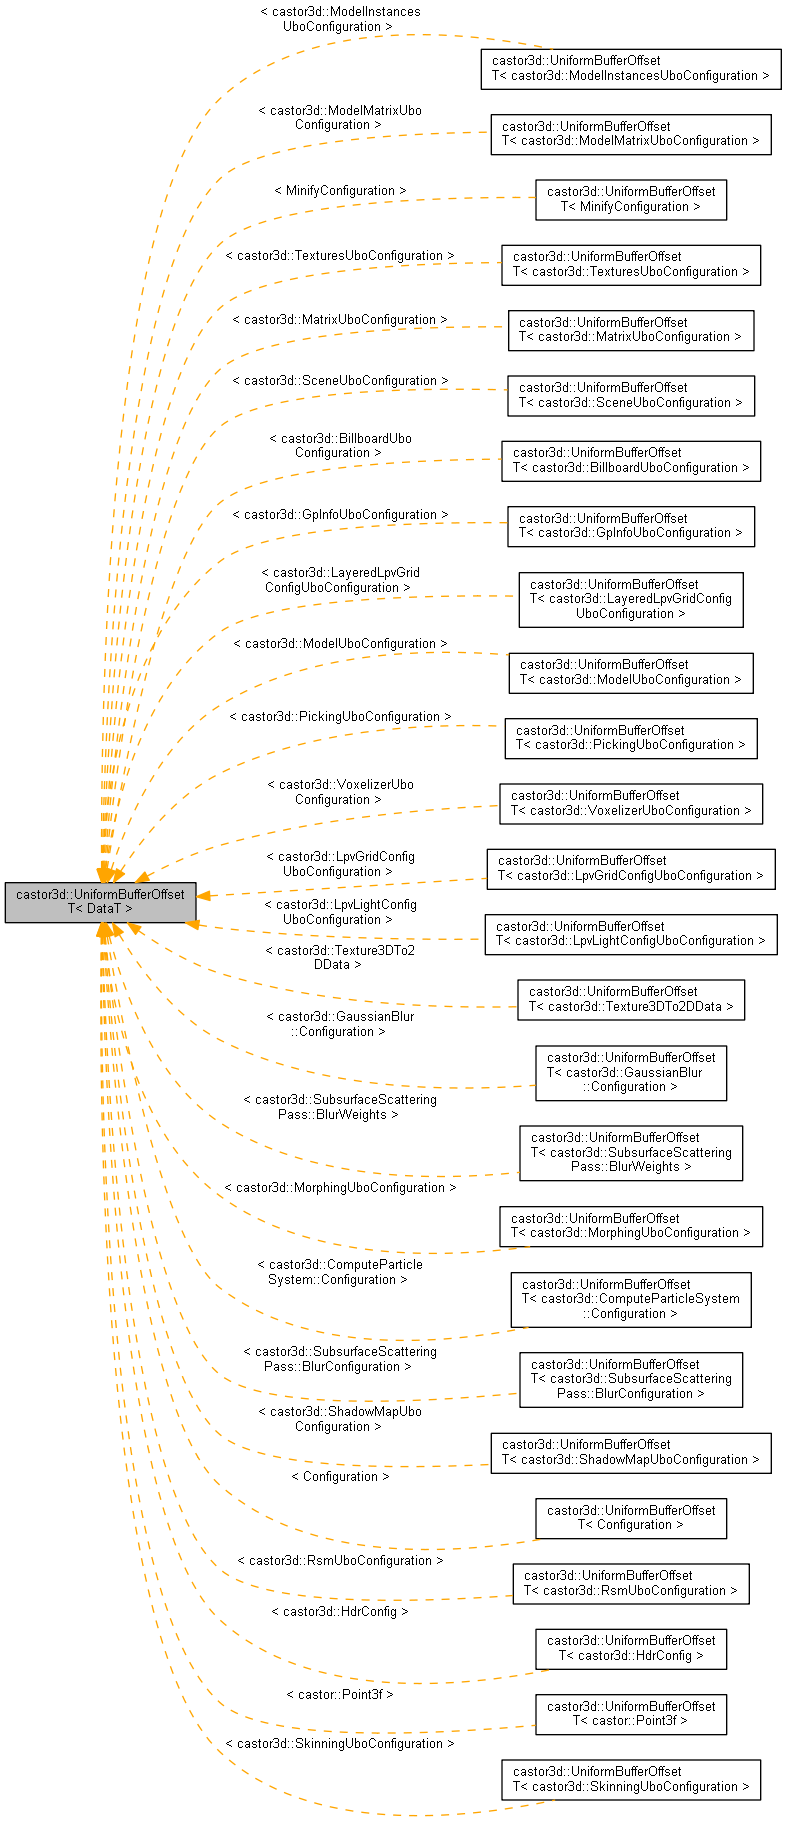 < castor3d::ModelInstances
UboConfiguration >
castor3d::UniformBufferOffset
T< castor3d::ModelInstancesUboConfiguration >
< castor3d::ModelMatrixUbo
Configuration >
castor3d::UniformBufferOffset
T< castor3d::ModelMatrixUboConfiguration >
< MinifyConfiguration >
castor3d::UniformBufferOffset
T< MinifyConfiguration >
< castor3d::TexturesUboConfiguration >
castor3d::UniformBufferOffset
T< castor3d::TexturesUboConfiguration >
< castor3d::MatrixUboConfiguration >
castor3d::UniformBufferOffset
T< castor3d::MatrixUboConfiguration >
< castor3d::SceneUboConfiguration >
castor3d::UniformBufferOffset
T< castor3d::SceneUboConfiguration >
< castor3d::BillboardUbo
Configuration >
castor3d::UniformBufferOffset
T< castor3d::BillboardUboConfiguration >
< castor3d::GpInfoUboConfiguration >
castor3d::UniformBufferOffset
T< castor3d::GpInfoUboConfiguration >
< castor3d::LayeredLpvGrid
ConfigUboConfiguration >
castor3d::UniformBufferOffset
T< castor3d::LayeredLpvGridConfig
UboConfiguration >
< castor3d::ModelUboConfiguration >
castor3d::UniformBufferOffset
T< castor3d::ModelUboConfiguration >
< castor3d::PickingUboConfiguration >
castor3d::UniformBufferOffset
T< castor3d::PickingUboConfiguration >
< castor3d::VoxelizerUbo
Configuration >
castor3d::UniformBufferOffset
T< castor3d::VoxelizerUboConfiguration >
< castor3d::LpvGridConfig
UboConfiguration >
castor3d::UniformBufferOffset
T< castor3d::LpvGridConfigUboConfiguration >
castor3d::UniformBufferOffset
T< DataT >
< castor3d::LpvLightConfig
UboConfiguration >
castor3d::UniformBufferOffset
T< castor3d::LpvLightConfigUboConfiguration >
< castor3d::Texture3DTo2
DData >
castor3d::UniformBufferOffset
T< castor3d::Texture3DTo2DData >
< castor3d::GaussianBlur
::Configuration >
castor3d::UniformBufferOffset
T< castor3d::GaussianBlur
::Configuration >
< castor3d::SubsurfaceScattering
Pass::BlurWeights >
castor3d::UniformBufferOffset
T< castor3d::SubsurfaceScattering
Pass::BlurWeights >
< castor3d::MorphingUboConfiguration >
castor3d::UniformBufferOffset
T< castor3d::MorphingUboConfiguration >
< castor3d::ComputeParticle
System::Configuration >
castor3d::UniformBufferOffset
T< castor3d::ComputeParticleSystem
::Configuration >
< castor3d::SubsurfaceScattering
Pass::BlurConfiguration >
castor3d::UniformBufferOffset
T< castor3d::SubsurfaceScattering
Pass::BlurConfiguration >
< castor3d::ShadowMapUbo
Configuration >
castor3d::UniformBufferOffset
T< castor3d::ShadowMapUboConfiguration >
< Configuration >
castor3d::UniformBufferOffset
T< Configuration >
< castor3d::RsmUboConfiguration >
castor3d::UniformBufferOffset
T< castor3d::RsmUboConfiguration >
< castor3d::HdrConfig >
castor3d::UniformBufferOffset
T< castor3d::HdrConfig >
< castor::Point3f >
castor3d::UniformBufferOffset
T< castor::Point3f >
< castor3d::SkinningUboConfiguration >
castor3d::UniformBufferOffset
T< castor3d::SkinningUboConfiguration >